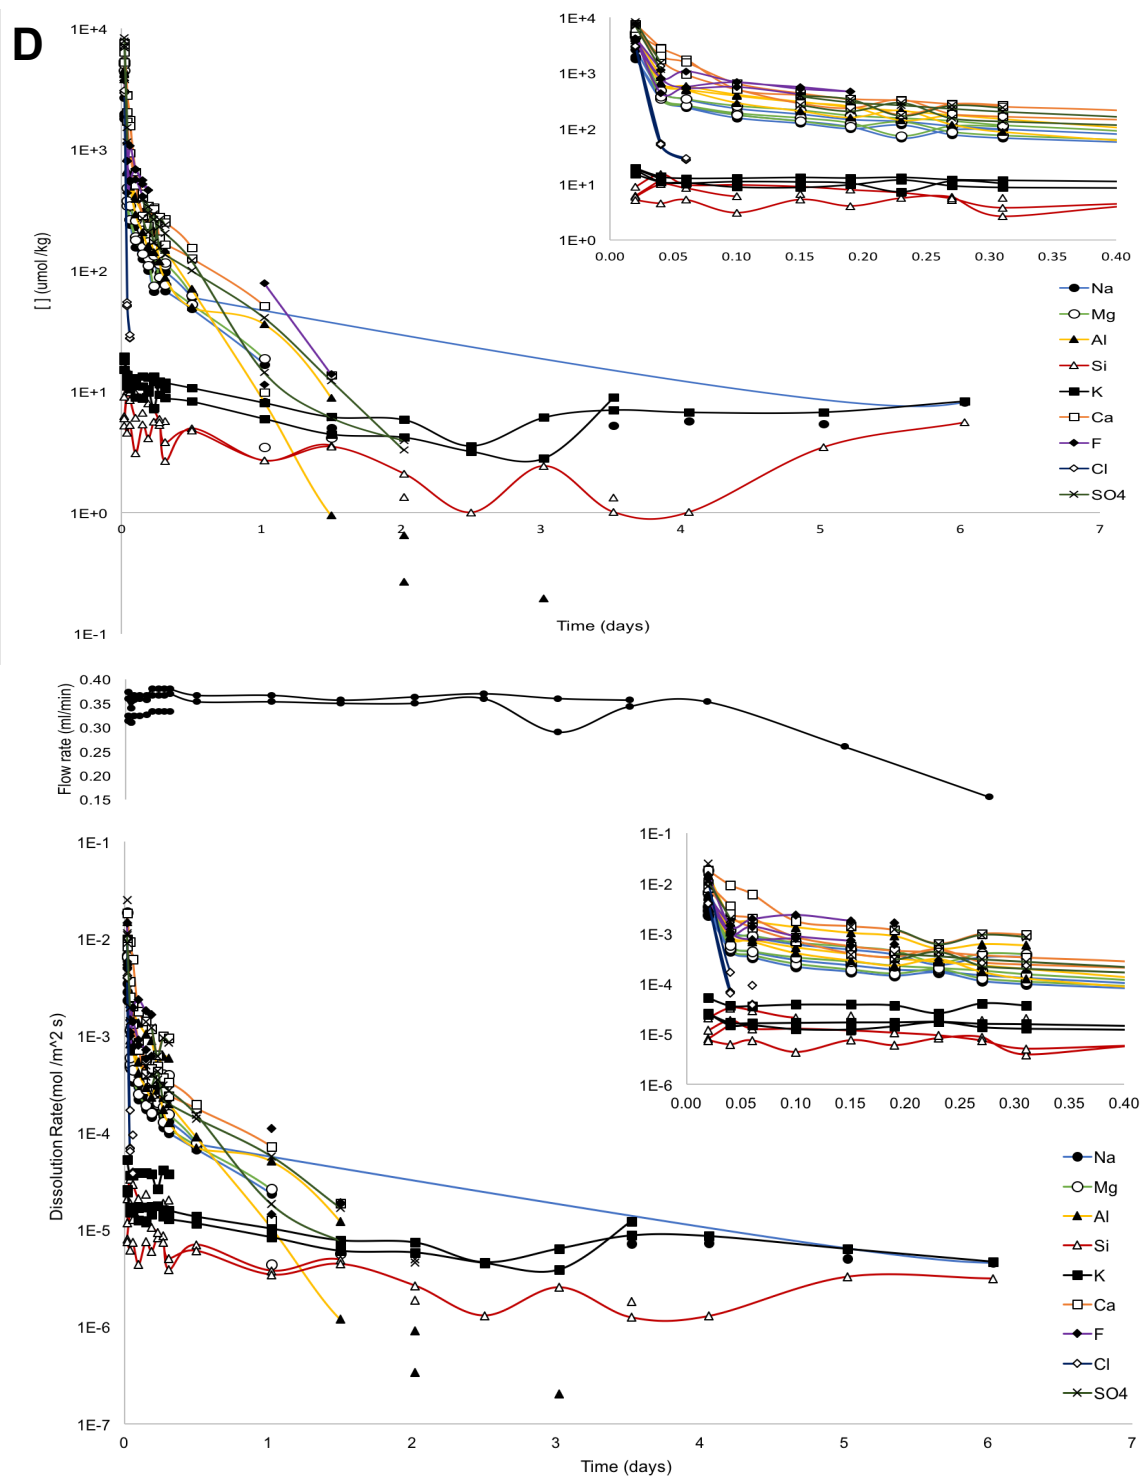 D
1E+4
1E+3
1E+2
1E+1
1E+0
1E-1
[ ] (umol /kg)
0 1 2 3 4 5 6 7
Time (days)
1E+4
1E+3
1E+2
1E+1
1E+0
0.00 0.05 0.10 0.15 0.20 0.25 0.30 0.35 0.40
Na
Mg
Al
Si
K
Ca
F
Cl
SO4
0.40
0.35
0.30
0.25
0.20
0.15
Flow rate (ml/min)
1E-1
1E-2
1E-3
1E-4
1E-5
1E-6
1E-7
Dissolution Rate(mol /m^2 s)
0 1 2 3 4 5 6 7
Time (days)
1E-1
1E-2
1E-3
1E-4
1E-5
1E-6
0.00 0.05 0.10 0.15 0.20 0.25 0.30 0.35 0.40
Na
Mg
Al
Si
K
Ca
F
Cl
SO4